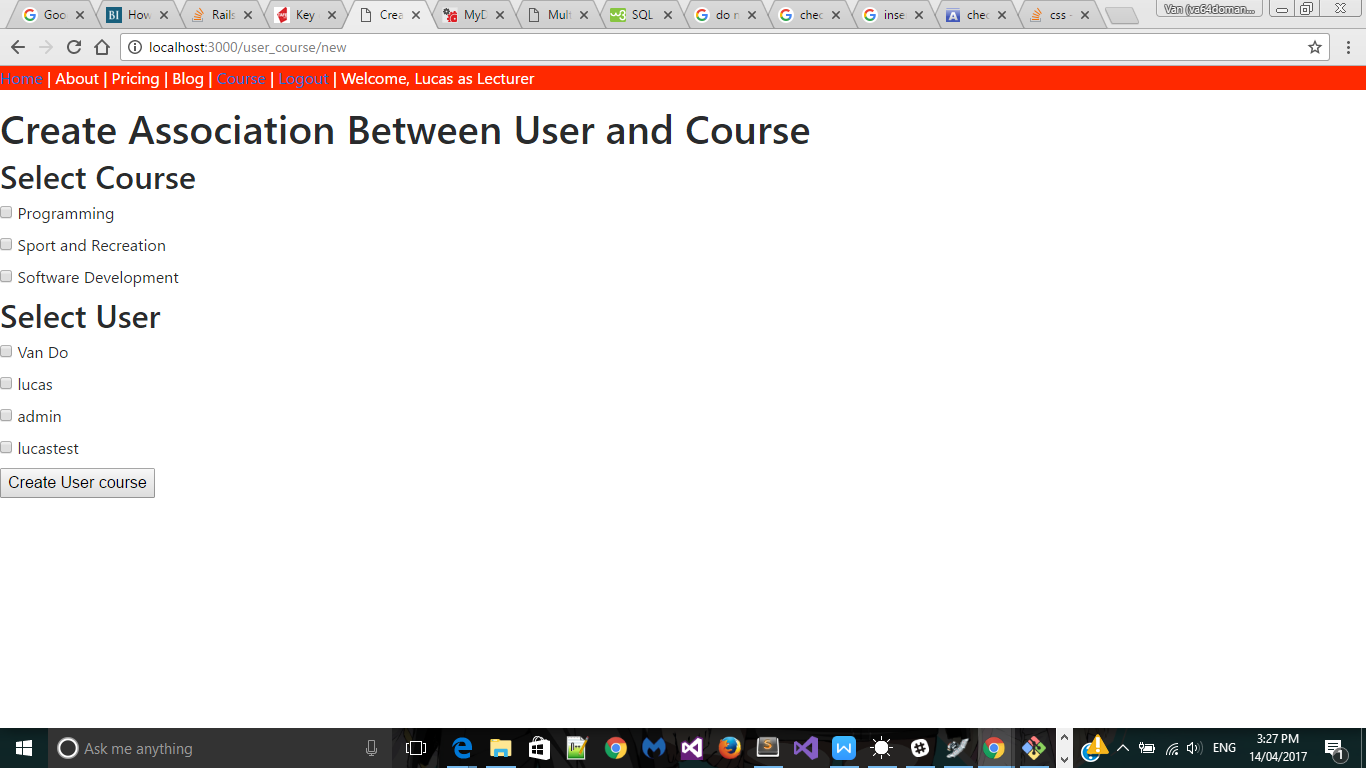 Goo How Rails Key Crea MyD Mult SQL do n chec inse chec css - Van (va64doman...
localhost:3000/user_course/new
Home | About | Pricing | Blog | Course | Logout | Welcome, Lucas as Lecturer
Create Association Between User and Course
Select Course
Programming
Sport and Recreation
Software Development
Select User
Van Do
lucas
admin
lucastest
Create User course
Ask me anything
ENG
3:27 PM
14/04/2017